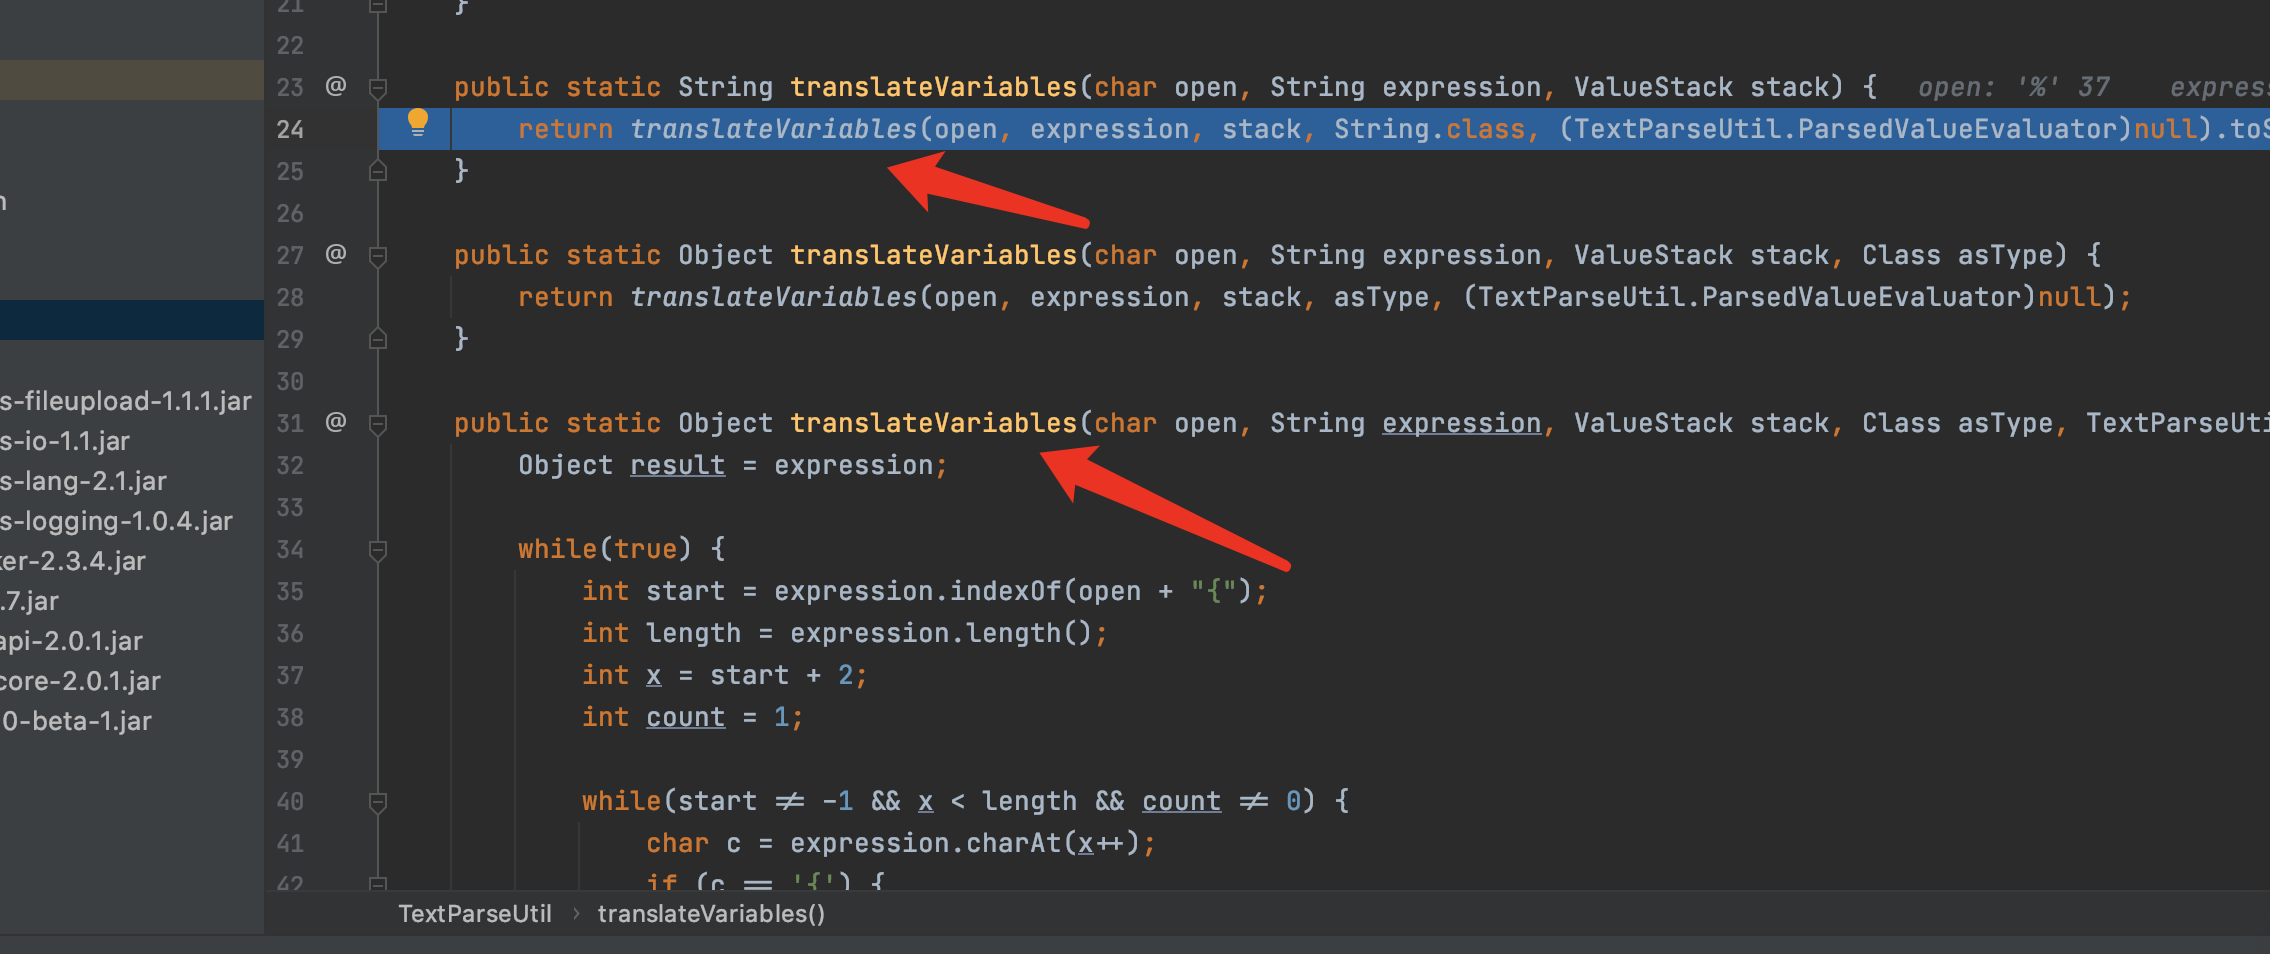 21 }
22
23 @ public static String translateVariables(char open, String expression, ValueStack stack) { open: '%' 37 express
24 return translateVariables(open, expression, stack, String.class, (TextParseUtil.ParsedValueEvaluator)null).toS
25 }
26
27 @ public static Object translateVariables(char open, String expression, ValueStack stack, Class asType) {
28 return translateVariables(open, expression, stack, asType, (TextParseUtil.ParsedValueEvaluator)null);
29 }
30
31 @ public static Object translateVariables(char open, String expression, ValueStack stack, Class asType, TextParseUti
32 Object result = expression;
33
34 while(true) {
35 int start = expression.indexOf(open + "{");
36 int length = expression.length();
37 int x = start + 2;
38 int count = 1;
39
40 while(start ≠ -1 && x < length && count ≠ 0) {
41 char c = expression.charAt(x++);
42 if (c == '{') {
n
s-fileupload-1.1.1.jar
s-io-1.1.jar
s-lang-2.1.jar
s-logging-1.0.4.jar
ker-2.3.4.jar
.7.jar
api-2.0.1.jar
core-2.0.1.jar
0-beta-1.jar
TextParseUtil › translateVariables()